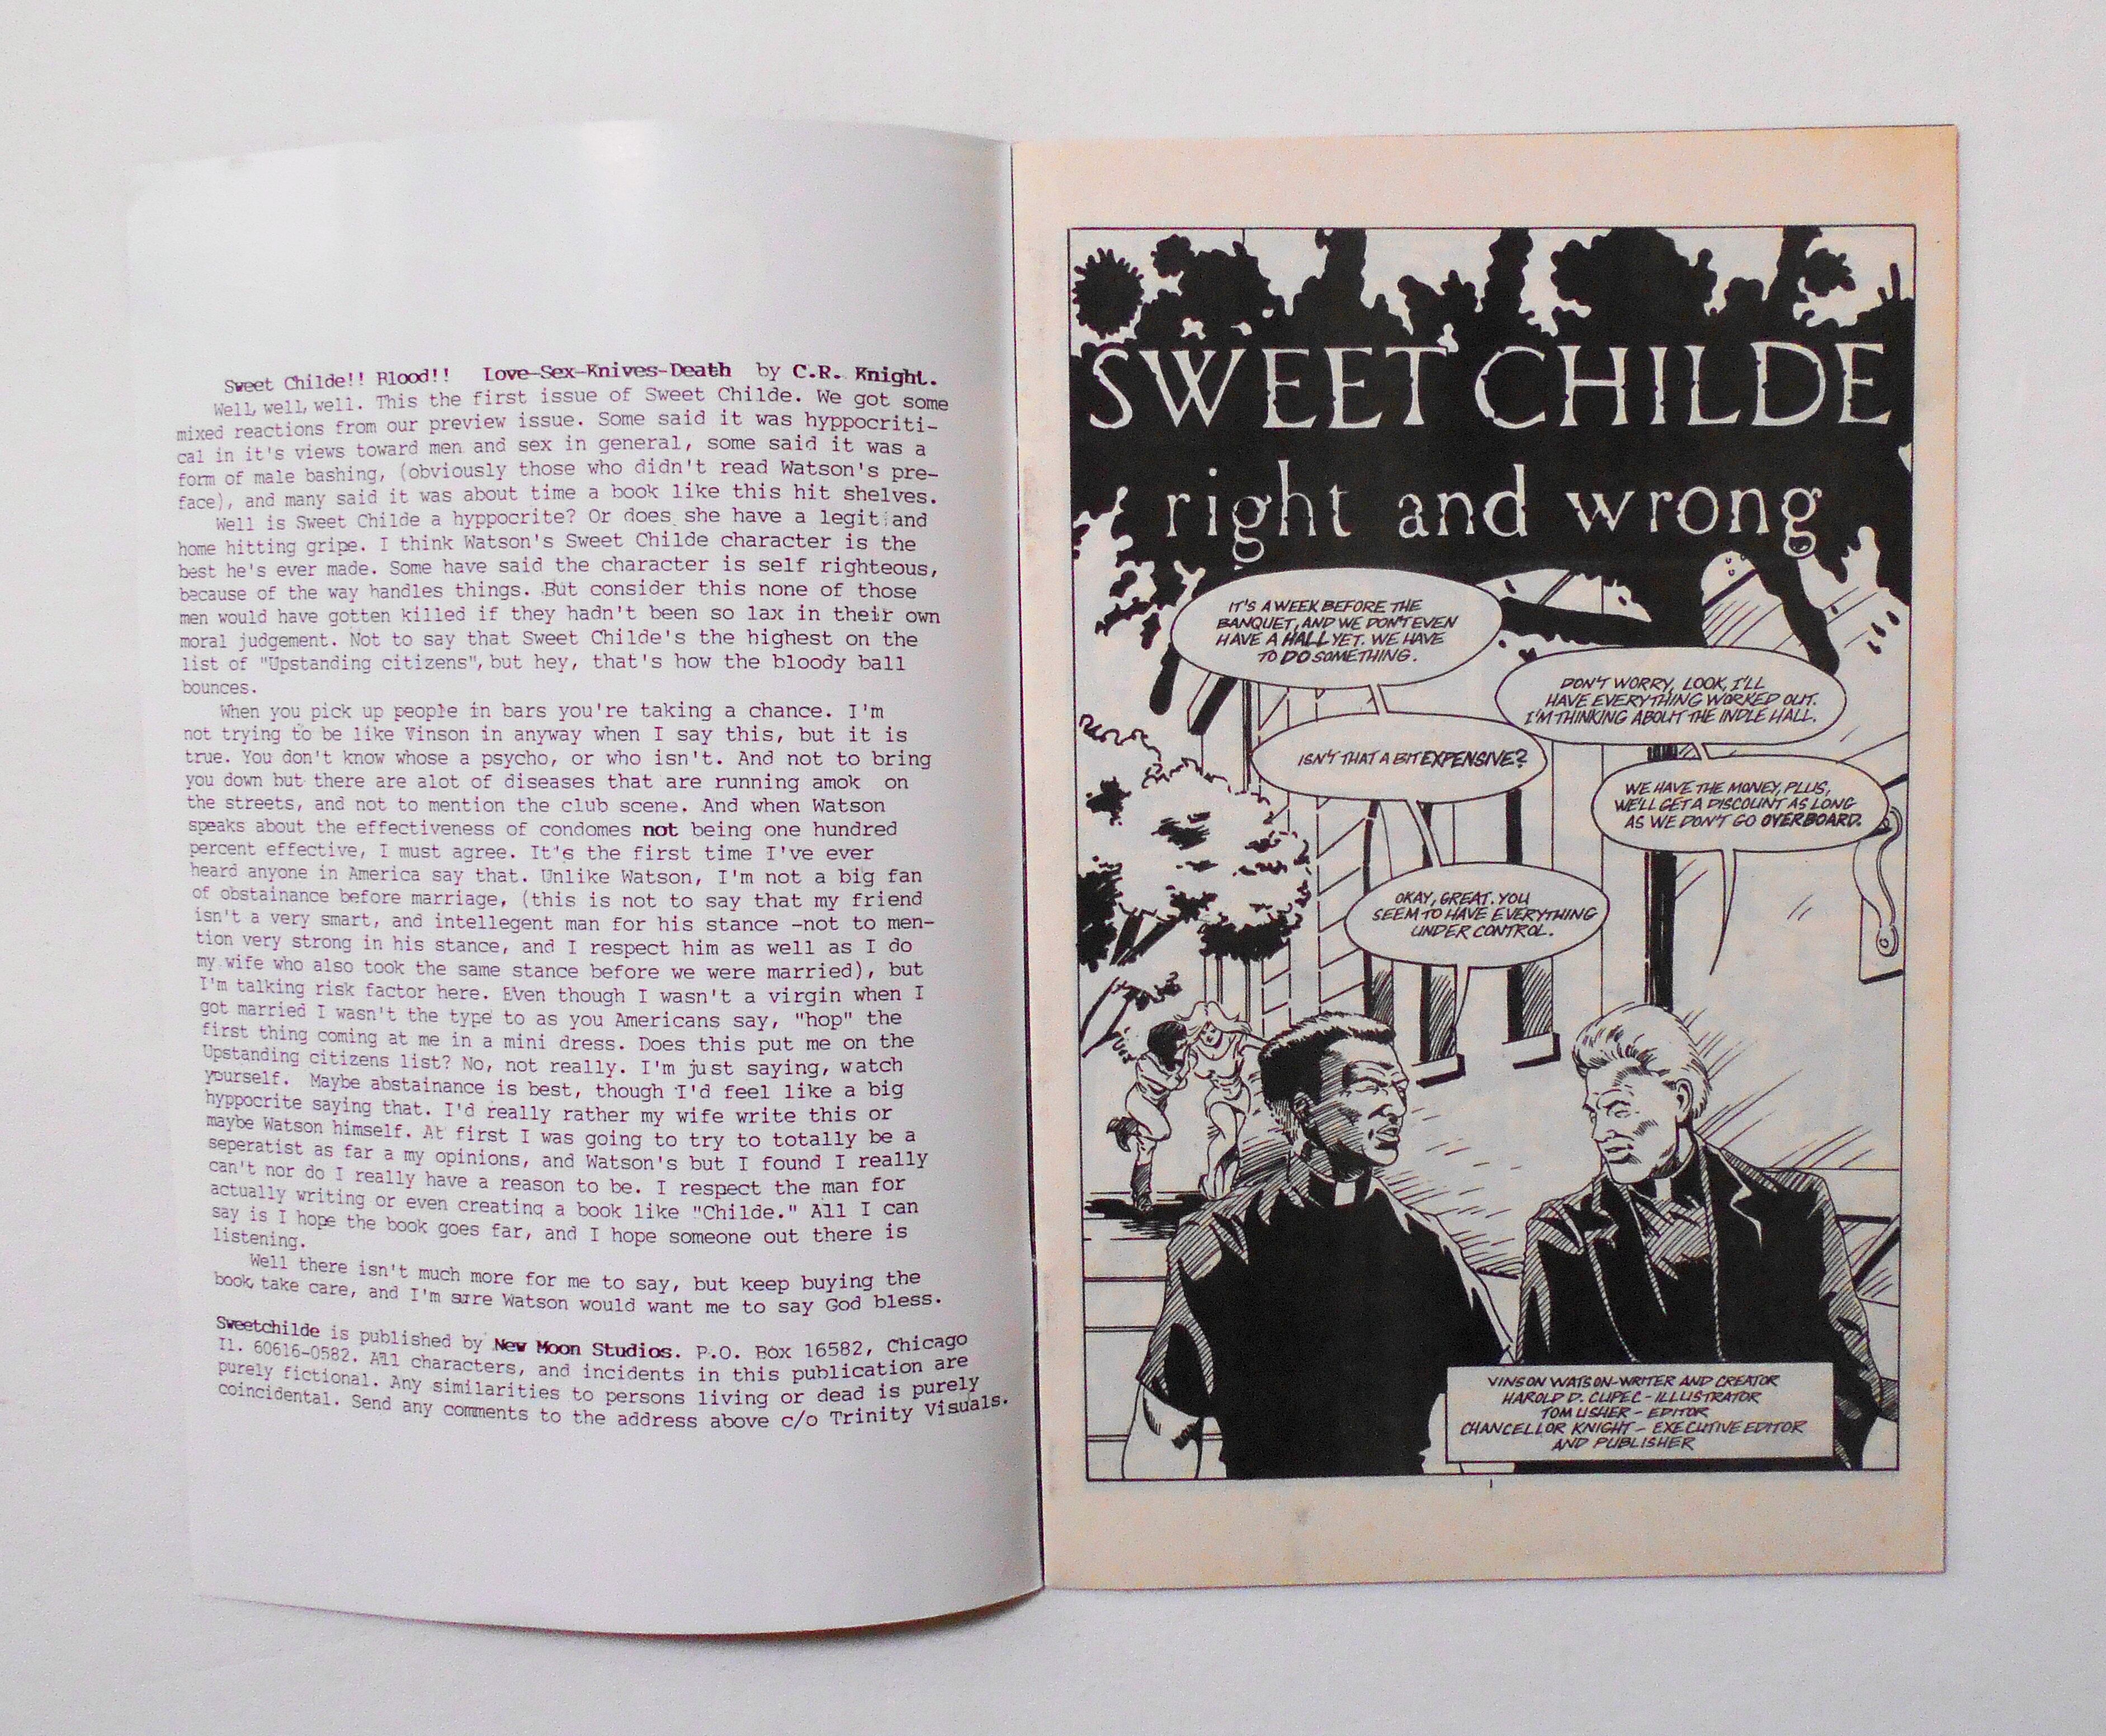 Sweet Childe!! Blood!! Love-Sex-Knives-Death by C.R. Knight.
Well, well, well. This the first issue of Sweet Childe. We got some
mixed reactions from our preview issue. Some said it was hyppocriti-
cal in it's views toward men and sex in general, some said it was a
form of male bashing, (obviously those who didn't read Watson's pre-
face), and many said it was about time a book like this hit shelves.
Well is Sweet Childe a hyppocrite? Or does she have a legit and
home hitting gripe. I think Watson's Sweet Childe character is the
best he's ever made. Some have said the character is self righteous,
because of the way handles things. But consider this none of those
men would have gotten killed if they hadn't been so lax in their own
moral judgement. Not to say that Sweet Childe's the highest on the
list of "Upstanding citizens", but hey, that's how the bloody ball
bounces.
When you pick up people in bars you're taking a chance. I'm
not trying to be like Vinson in anyway when I say this, but it is
true. You don't know whose a psycho, or who isn't. And not to bring
you down but there are alot of diseases that are running amok on
the streets, and not to mention the club scene. And when Watson
speaks about the effectiveness of condomes not being one hundred
percent effective, I must agree. It's the first time I've ever
heard anyone in America say that. Unlike Watson, I'm not a big fan
of obstainance before marriage, (this is not to say that my friend
isn't a very smart, and intellegent man for his stance -not to men-
tion very strong in his stance, and I respect him as well as I do
my wife who also took the same stance before we were married), but
I'm talking risk factor here. Even though I wasn't a virgin when I
got married I wasn't the type to as you Americans say, "hop" the
first thing coming at me in a mini dress. Does this put me on the
Upstanding citizens list? No, not really. I'm just saying, watch
yourself. Maybe abstainance is best, though I'd feel like a big
hyppocrite saying that. I'd really rather my wife write this or
maybe Watson himself. At first I was going to try to totally be a
seperatist as far a my opinions, and Watson's but I found I really
can't nor do I really have a reason to be. I respect the man for
actually writing or even creating a book like "Childe." All I can
say is I hope the book goes far, and I hope someone out there is
listening.
Well there isn't much more for me to say, but keep buying the
book, take care, and I'm sure Watson would want me to say God bless.
Sweetchilde is published by New Moon Studios. P.O. Box 16582, Chicago
Il. 60616-0582. All characters, and incidents in this publication are
purely fictional. Any similarities to persons living or dead is purely
coincidental. Send any comments to the address above c/o Trinity Visuals.
SWEET CHILDE
right and wrong
IT'S A WEEK BEFORE THE
BANQUET, AND WE DON'T EVEN
HAVE A HALL YET. WE HAVE
TO DO SOMETHING.
DON'T WORRY, LOOK, I'LL
HAVE EVERYTHING WORKED OUT.
I'M THINKING ABOUT THE INDLE HALL.
ISN'T THAT A BIT EXPENSIVE?
WE HAVE THE MONEY, PLUS,
WE'LL GET A DISCOUNT AS LONG
AS WE DON'T GO OVERBOARD.
OKAY, GREAT. YOU
SEEM TO HAVE EVERYTHING
UNDER CONTROL.
VINSON WATSON-WRITER AND CREATOR
HAROLD D. CUPEC - ILLUSTRATOR
TOM USHER - EDITOR
CHANCELLOR KNIGHT - EXECUTIVE EDITOR
AND PUBLISHER
1